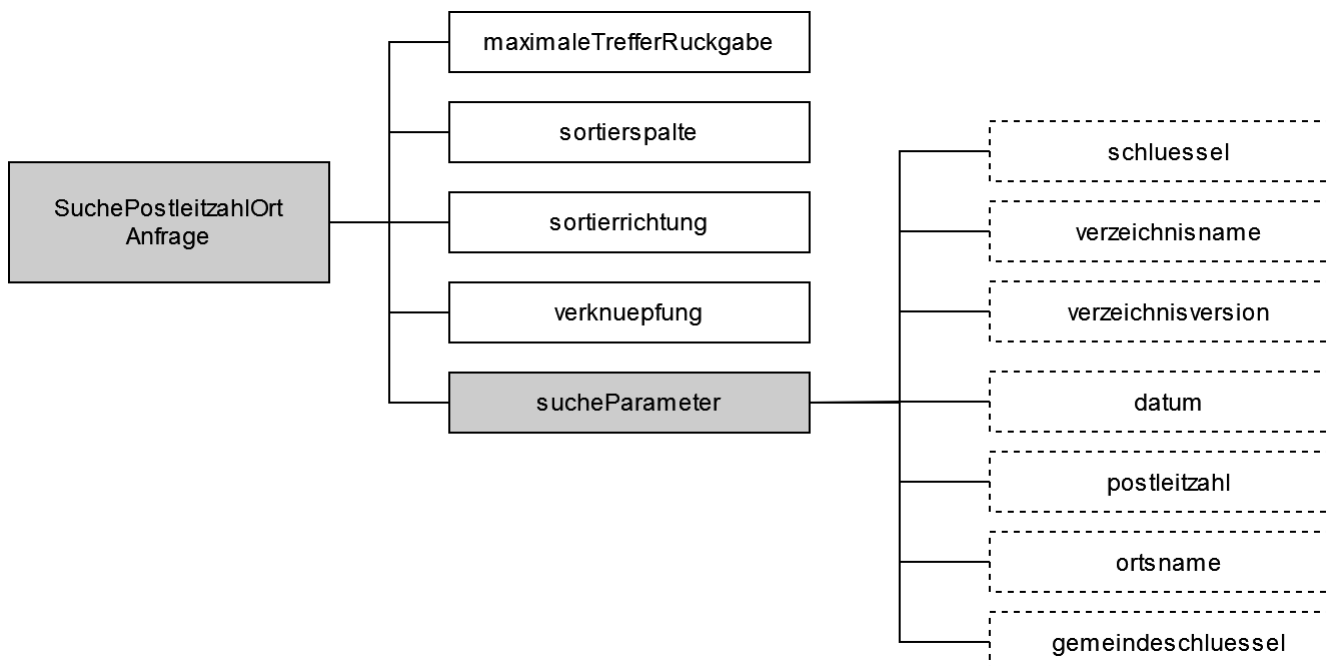 maximaleTrefferRuckgabe
sortierspalte
SuchePostleitzahlOrt
Anfrage
sortierrichtung
verknuepfung
sucheParameter
schluessel
verzeichnisname
verzeichnisversion
datum
postleitzahl
ortsname
gemeindeschluessel